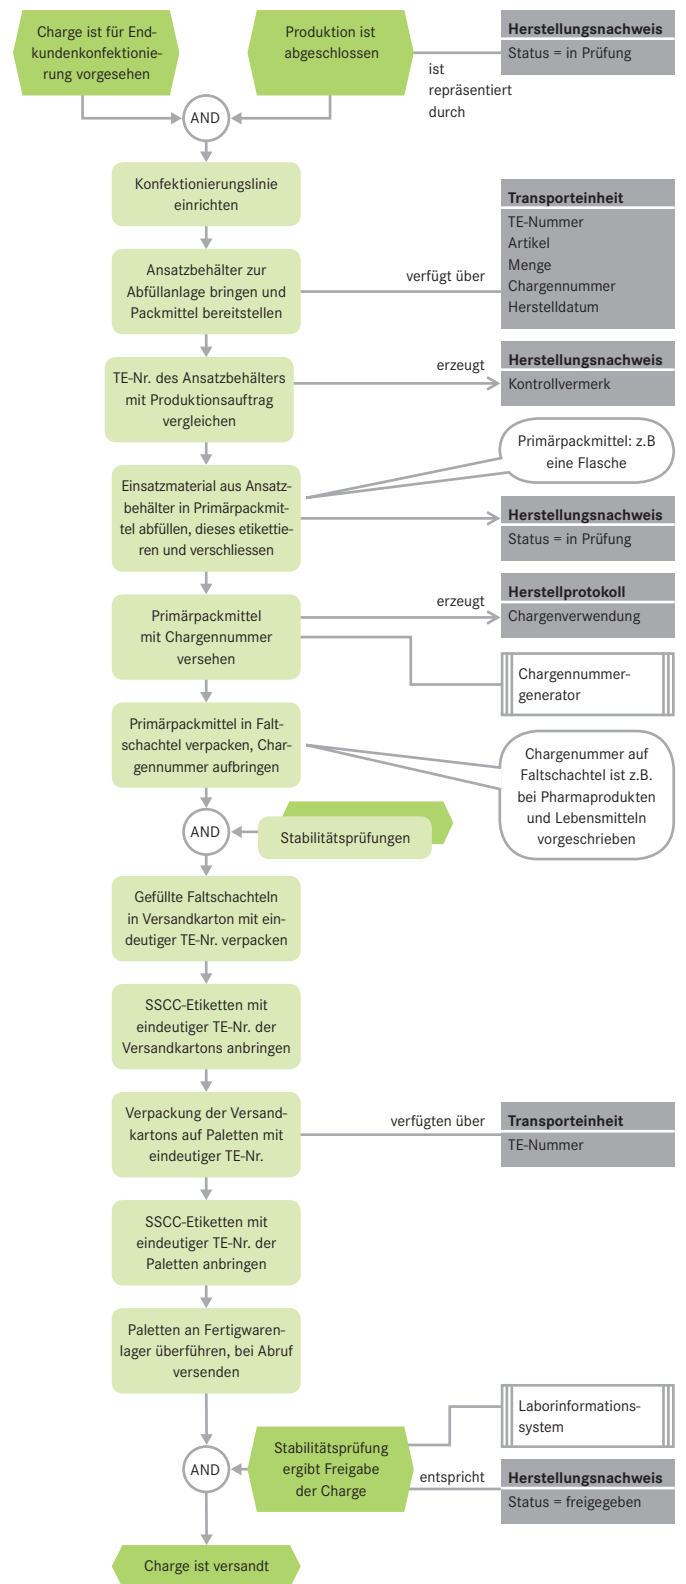 Charge ist für End-
kundenkonfektionie-
rung vorgesehen
Produktion ist
abgeschlossen
ist
repräsentiert
durch
Herstellungsnachweis
Status = in Prüfung
AND
Konfektionierungslinie
einrichten
Ansatzbehälter zur
Abfüllanlage bringen und
Packmittel bereitstellen
verfügt über
Transporteinheit
TE-Nummer
Artikel
Menge
Chargennummer
Herstelldatum
TE-Nr. des Ansatzbehälters
mit Produktionsauftrag
vergleichen
erzeugt
Herstellungsnachweis
Kontrollvermerk
Primärpackmittel: z.B
eine Flasche
Einsatzmaterial aus Ansatz-
behälter in Primärpackmit-
tel abfüllen, dieses etikettie-
ren und verschliessen
Herstellungsnachweis
Status = in Prüfung
Primärpackmittel
mit Chargennummer
versehen
erzeugt
Herstellprotokoll
Chargenverwendung
Chargennummer-
generator
Primärpackmittel in Falt-
schachtel verpacken, Char-
gennummer aufbringen
Chargenummer auf
Faltschachtel ist z.B.
bei Pharmaprodukten
und Lebensmitteln
vorgeschrieben
AND
Stabilitätsprüfungen
Gefüllte Faltschachteln
in Versandkarton mit ein-
deutiger TE-Nr. verpacken
SSCC-Etiketten mit
eindeutiger TE-Nr. der
Versandkartons anbringen
Verpackung der Versand-
kartons auf Paletten mit
eindeutiger TE-Nr.
verfügten über
Transporteinheit
TE-Nummer
SSCC-Etiketten mit
eindeutiger TE-Nr. der
Paletten anbringen
Paletten an Fertigwaren-
lager überführen, bei Abruf
versenden
Laborinformations-
system
AND
Stabilitätsprüfung
ergibt Freigabe
der Charge
entspricht
Herstellungsnachweis
Status = freigegeben
Charge ist versandt